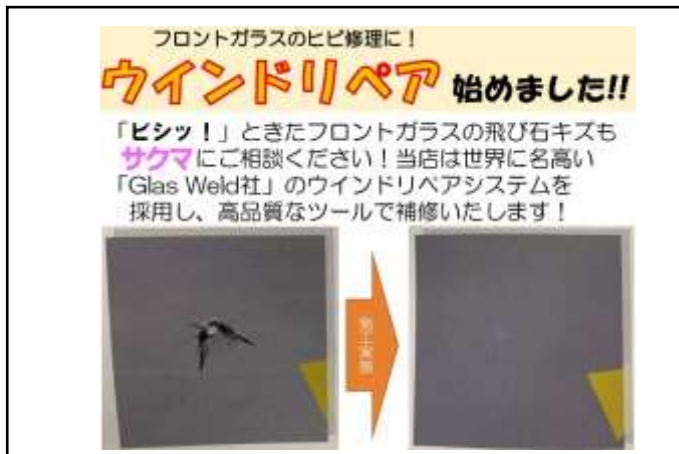 フロントガラスのヒビ修理に！
ウインドリペア 始めました!!
「ビシッ！」ときたフロントガラスの飛び石キズも
サクマにご相談ください！当店は世界に名高い
「Glas Weld社」のウインドリペアシステムを
採用し、高品質なツールで補修いたします！